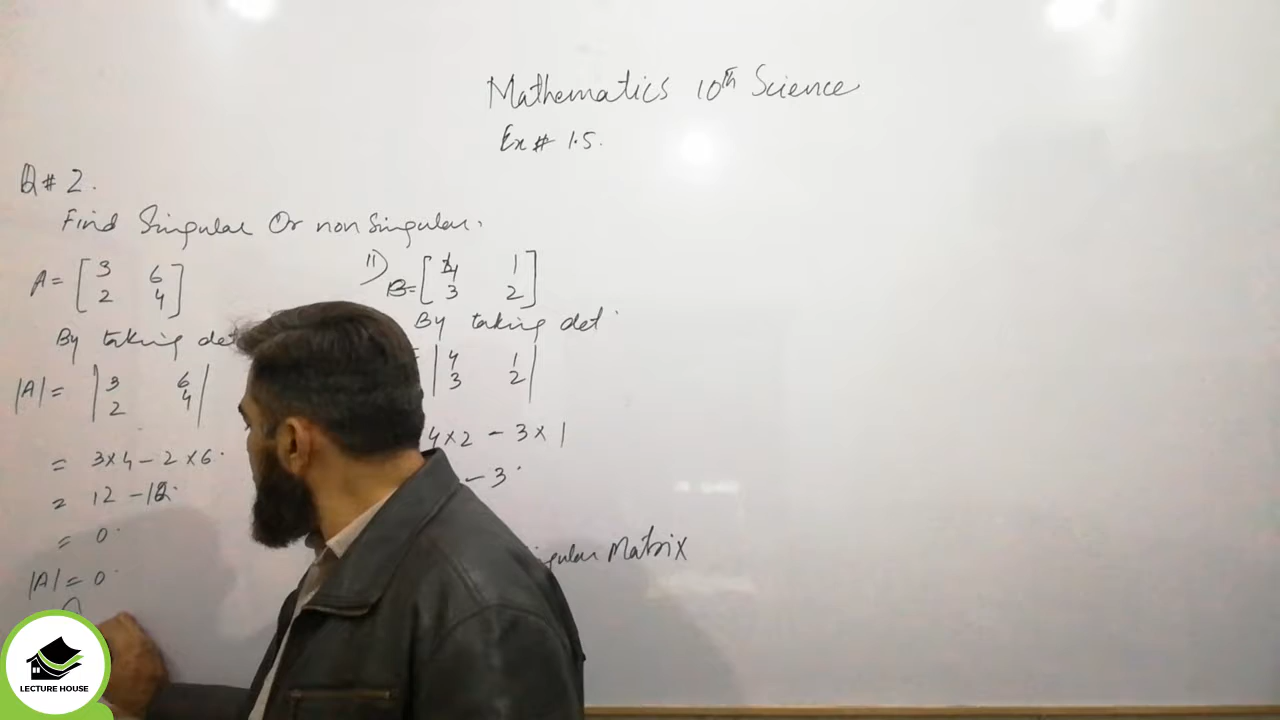 Mathematics 10th Science
Ex # 1.5.
Q # 2.
Find Singular Or non Singular.
A = [ 3 6
2 4 ]
By taking det
|A| = | 3 6
2 4 |
= 3×4 - 2×6.
= 12 - 12.
= 0.
|A| = 0.
II) B = [ 4 1
3 2 ]
By taking det.
| 4 1
3 2 |
4×2 - 3×1
- 3.
Matrix
LECTURE HOUSE